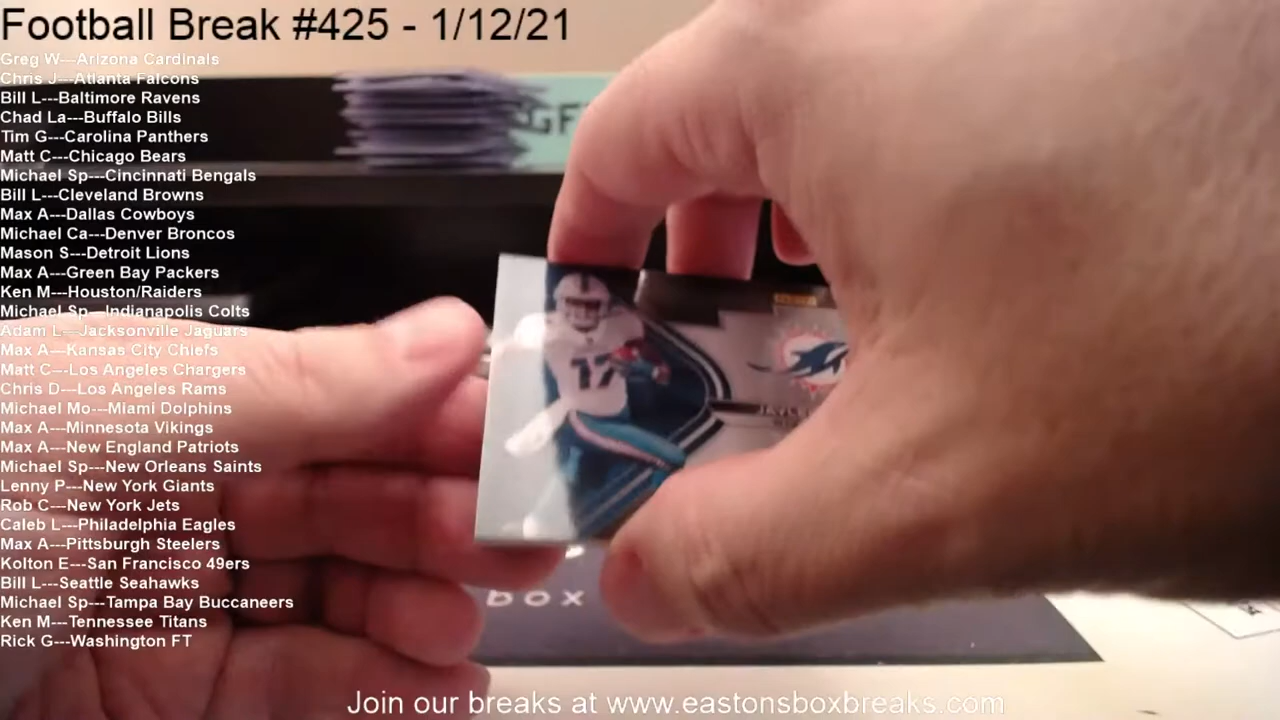 Football Break #425 - 1/12/21
Greg W---Arizona Cardinals
Chris J---Atlanta Falcons
Bill L---Baltimore Ravens
Chad La---Buffalo Bills
Tim G---Carolina Panthers
Matt C---Chicago Bears
Michael Sp---Cincinnati Bengals
Bill L---Cleveland Browns
Max A---Dallas Cowboys
Michael Ca---Denver Broncos
Mason S---Detroit Lions
Max A---Green Bay Packers
Ken M---Houston/Raiders
Michael Sp---Indianapolis Colts
Adam L---Jacksonville Jaguars
Max A---Kansas City Chiefs
Matt C---Los Angeles Chargers
Chris D---Los Angeles Rams
Michael Mo---Miami Dolphins
Max A---Minnesota Vikings
Max A---New England Patriots
Michael Sp---New Orleans Saints
Lenny P---New York Giants
Rob C---New York Jets
Caleb L---Philadelphia Eagles
Max A---Pittsburgh Steelers
Kolton E---San Francisco 49ers
Bill L---Seattle Seahawks
Michael Sp---Tampa Bay Buccaneers
Ken M---Tennessee Titans
Rick G---Washington FT
17
box
Join our breaks at www.eastonsboxbreaks.com